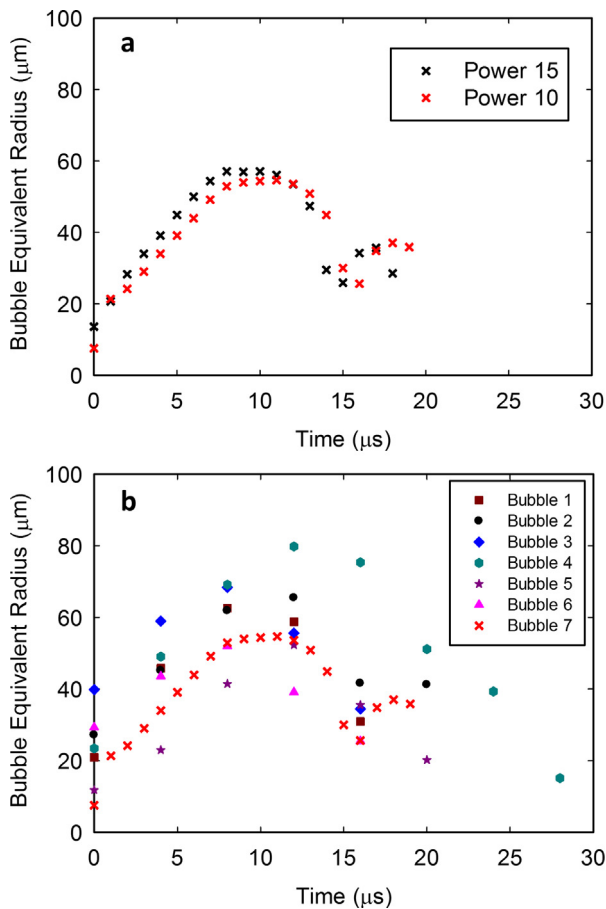 a
100
80
60
40
20
0
Bubble Equivalent Radius (μm)
Power 15
Power 10
0 5 10 15 20 25 30
Time (μs)
b
100
80
60
40
20
0
Bubble Equivalent Radius (μm)
Bubble 1
Bubble 2
Bubble 3
Bubble 4
Bubble 5
Bubble 6
Bubble 7
0 5 10 15 20 25 30
Time (μs)